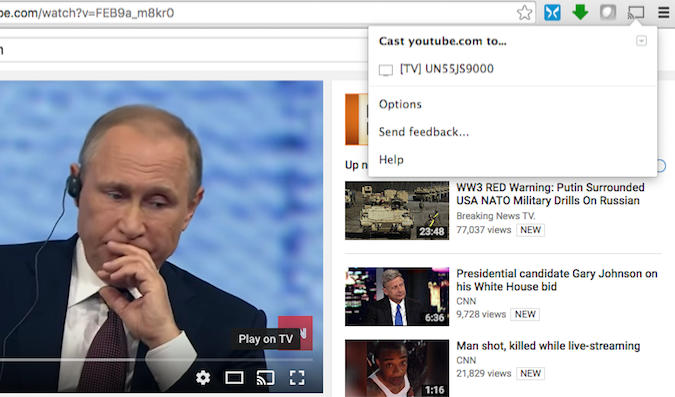 be.com/watch?v=FEB9a_m8kr0
Cast youtube.com to...
[TV] UN55JS9000
Options
Send feedback...
Help
Up n
WW3 RED Warning: Putin Surrounded
USA NATO Military Drills On Russian
Breaking News TV.
77,037 views NEW
23:48
Presidential candidate Gary Johnson on
his White House bid
CNN
9,728 views NEW
6:36
Play on TV
Man shot, killed while live-streaming
CNN
21,829 views NEW
1:16